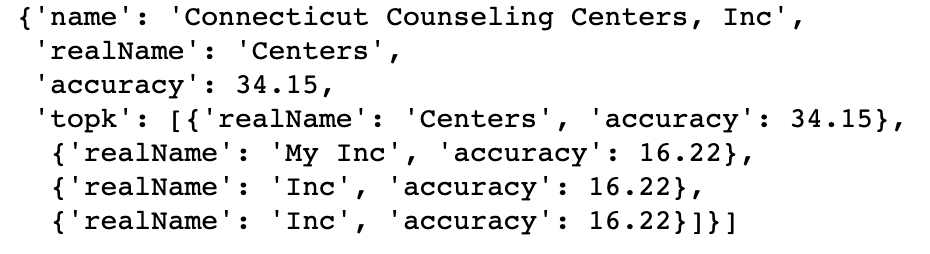 {'name': 'Connecticut Counseling Centers, Inc',
'realName': 'Centers',
'accuracy': 34.15,
'topk': [{'realName': 'Centers', 'accuracy': 34.15},
{'realName': 'My Inc', 'accuracy': 16.22},
{'realName': 'Inc', 'accuracy': 16.22},
{'realName': 'Inc', 'accuracy': 16.22}]}]